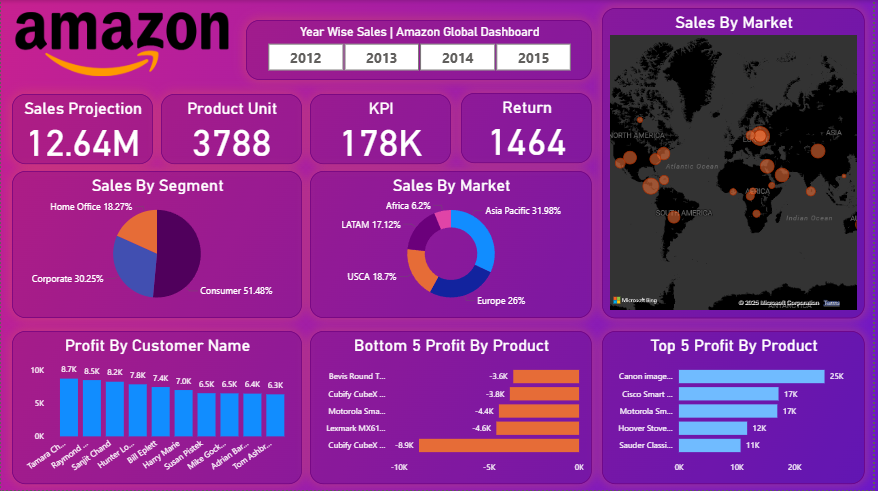 amazon
Year Wise Sales | Amazon Global Dashboard
2012 2013 2014 2015
Sales Projection
12.64M
Product Unit
3788
KPI
178K
Return
1464
Sales By Market
NORTH AMERICA
ASIA
Atlantic Ocean
AFRICA
SOUTH AMERICA
Indian Ocean
Microsoft Bing
© 2025 Microsoft Corporation Terms
Sales By Segment
Home Office 18.27%
Corporate 30.25%
Consumer 51.48%
Sales By Market
Africa 6.2%
Asia Pacific 31.98%
LATAM 17.12%
USCA 18.7%
Europe 26%
Profit By Customer Name
10K
5K
0K
8.7K 8.5K 8.2K 7.8K 7.4K 7.0K 6.5K 6.5K 6.4K 6.3K
Tamara Ch...
Raymond ...
Sanjit Chand
Hunter Lo...
Bill Eplett
Harry Marie
Susan Pistek
Mike Gock...
Adrian Bar...
Tom Ashbr...
Bottom 5 Profit By Product
Bevis Round T... -3.6K
Cubify CubeX ... -3.8K
Motorola Sma... -4.4K
Lexmark MX61... -4.6K
Cubify CubeX ... -8.9K
-10K -5K 0K
Top 5 Profit By Product
Canon image... 25K
Cisco Smart ... 17K
Motorola Sm... 17K
Hoover Stove... 12K
Sauder Classi... 11K
0K 10K 20K